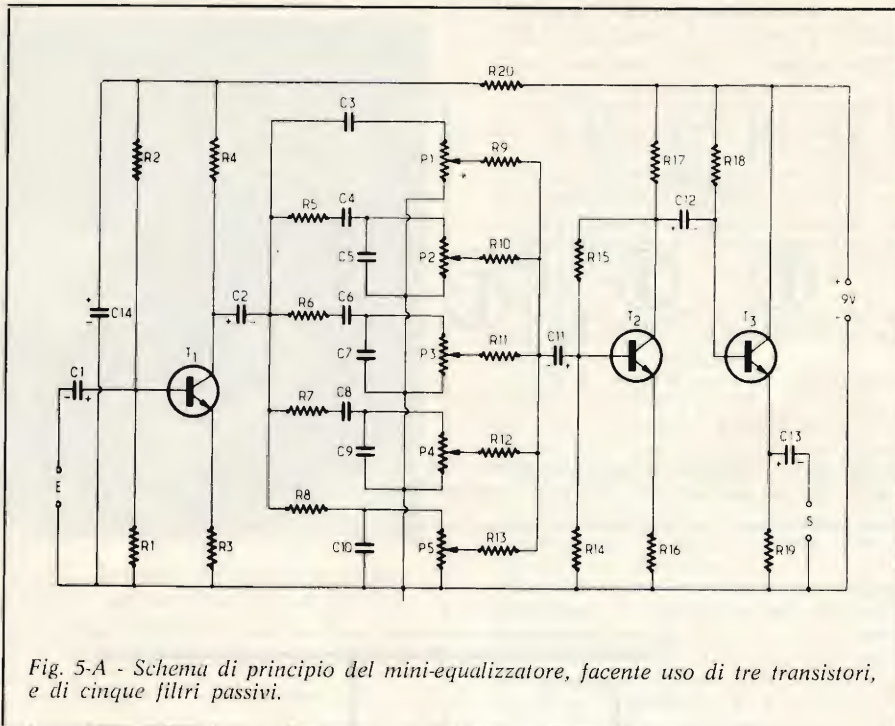 R20
C3
R2
R4
P1
R9
R17
R18
+
R5
C4
C12
+ -
C5
P2
R10
R15
+
9V
-
C2
+ -
R6
C6
+
-
C14
T1
C7
P3
R11
C11
- +
T2
T3
C1
- +
R7
C8
C9
P4
R12
C13
+ -
E
R8
R1
R3
C10
P5
R13
R14
R16
R19
S
Fig. 5-A - Schema di principio del mini-equalizzatore, facente uso di tre transistori,
e di cinque filtri passivi.